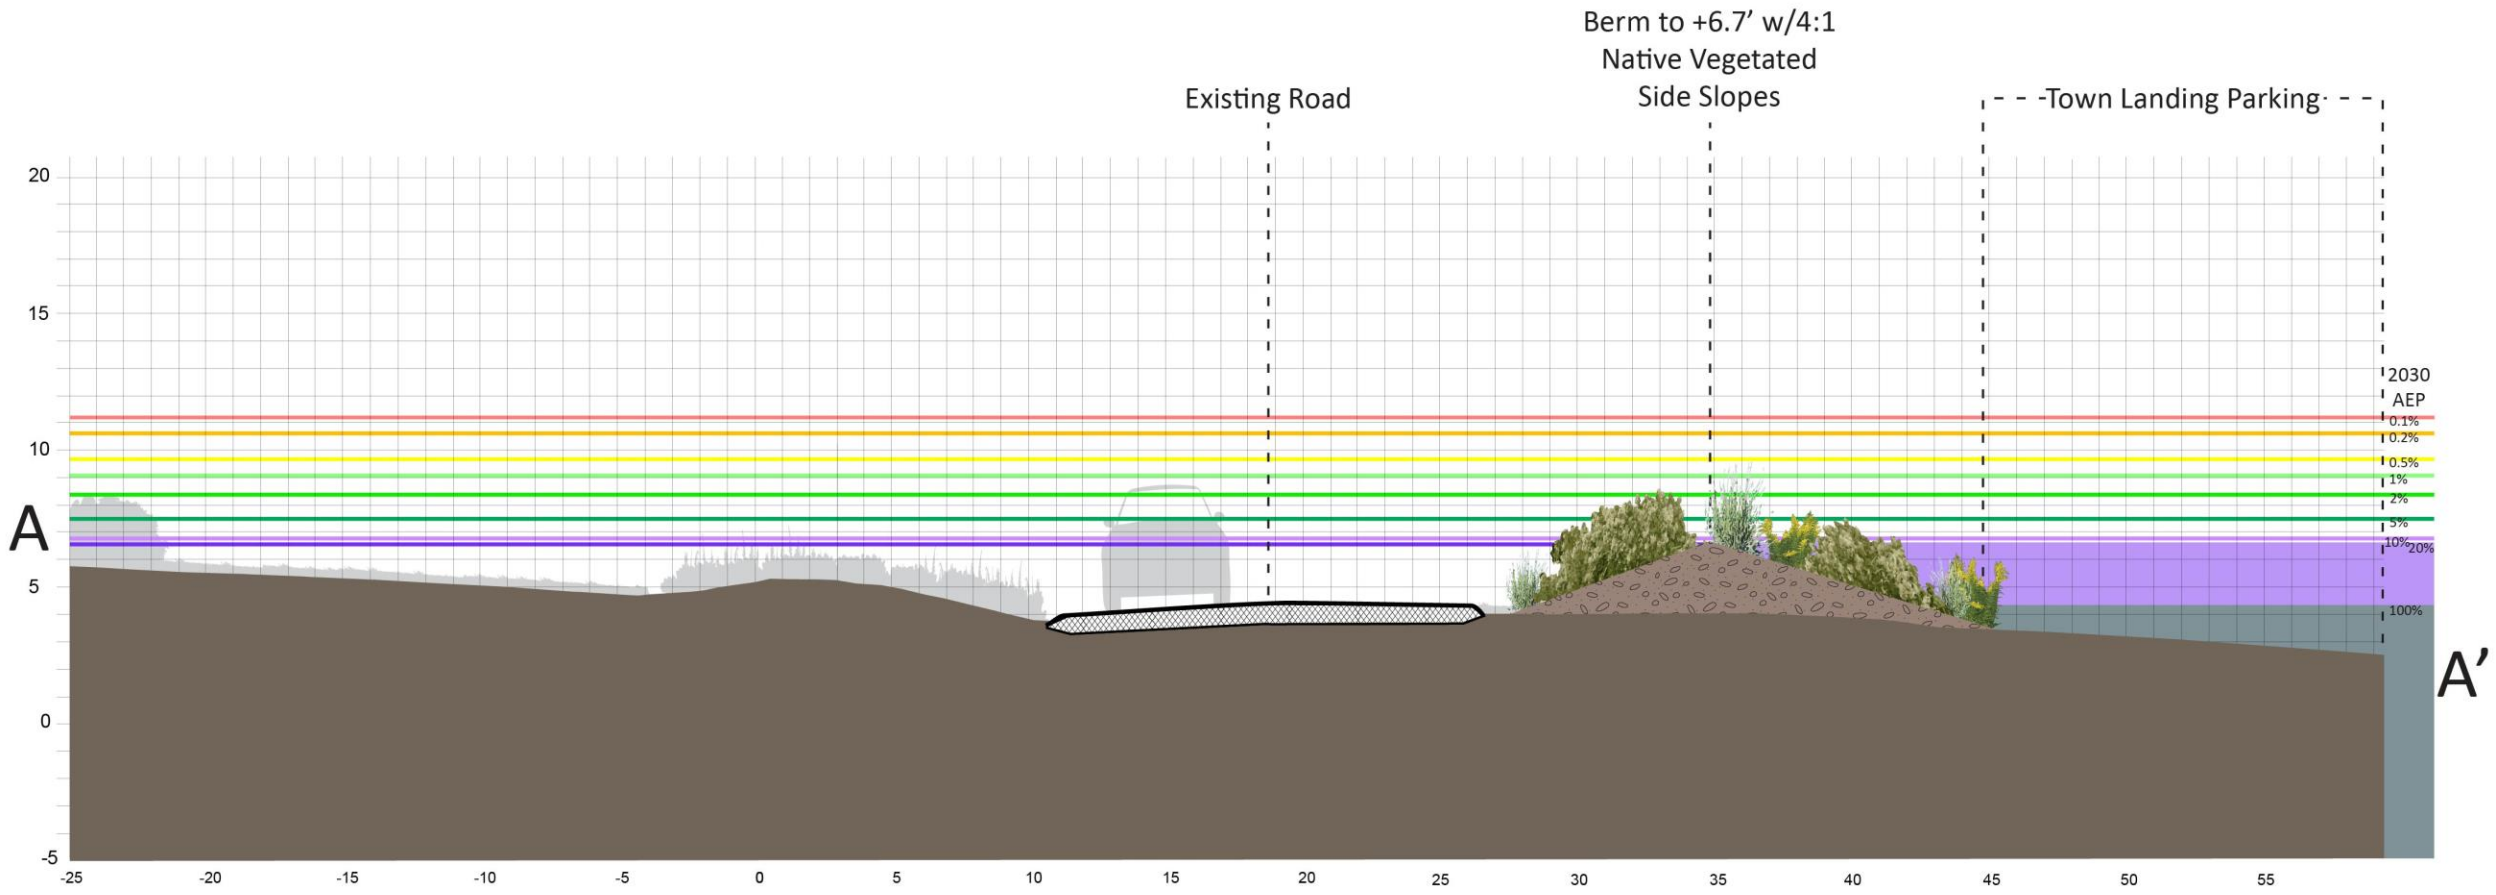 Berm to +6.7’ w/4:1
Native Vegetated
Side Slopes
Existing Road
Town Landing Parking
20
15
10
5
0
-5
2030
AEP
0.1%
0.2%
0.5%
1%
2%
5%
10% 20%
100%
A
A’
-25 -20 -15 -10 -5 0 5 10 15 20 25 30 35 40 45 50 55